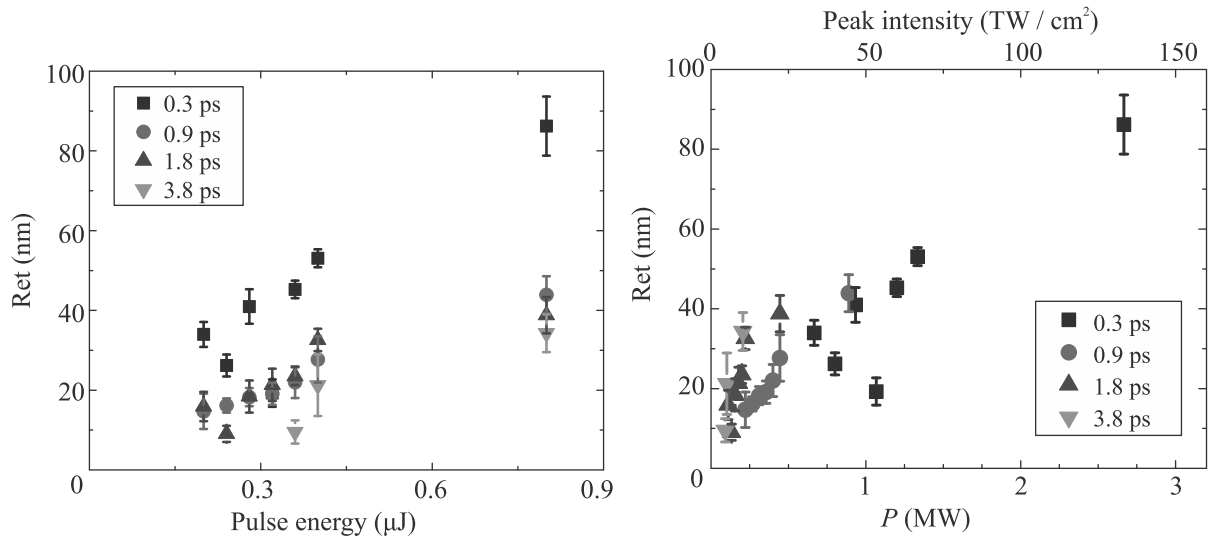 Peak intensity (TW / cm²)
0 50 100 150
100
80
60
40
20
0
Ret (nm)
0.3 ps
0.9 ps
1.8 ps
3.8 ps
0.3 0.6 0.9
Pulse energy (μJ)
100
80
60
40
20
0
Ret (nm)
0.3 ps
0.9 ps
1.8 ps
3.8 ps
1 2 3
P (MW)